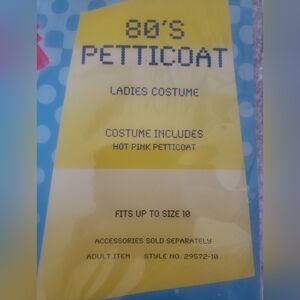 80'S
PETTICOAT
LADIES COSTUME
COSTUME INCLUDES
HOT PINK PETTICOAT
FITS UP TO SIZE 10
ACCESSORIES SOLD SEPARATELY
ADULT ITEM STYLE NO. 29572-10